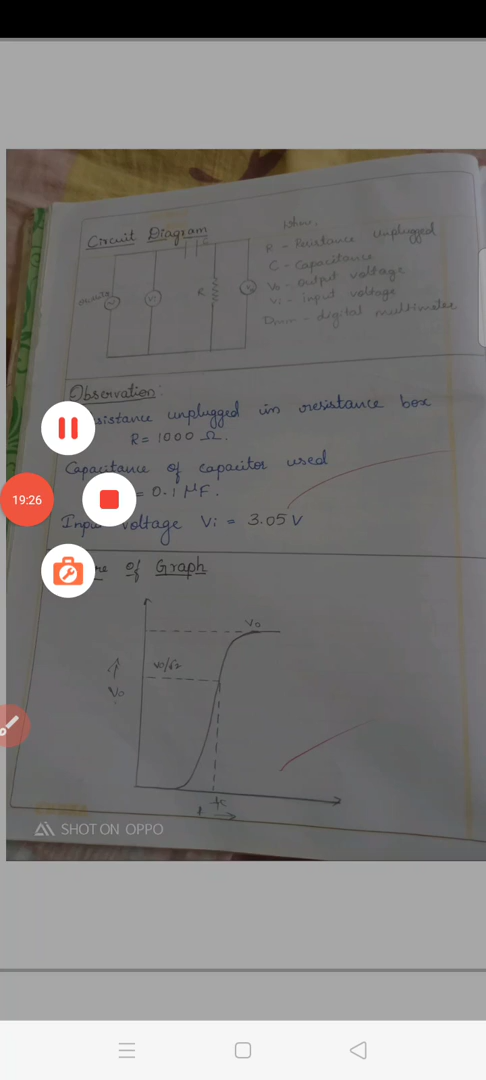 Circuit Diagram
C
R - Resistance unplugged
C - Capacitance
Vo - output voltage
Vi - input voltage
Dmm - digital multimeter
R
Observation:
sistance unplugged in resistance box
R = 1000 Ω.
Capacitance of capacitor used
= 0.1 μF.
19:26
Input voltage Vi = 3.05 V
re of Graph
Vo
Vo/√2
↑
Vo
fc
SHOT ON OPPO